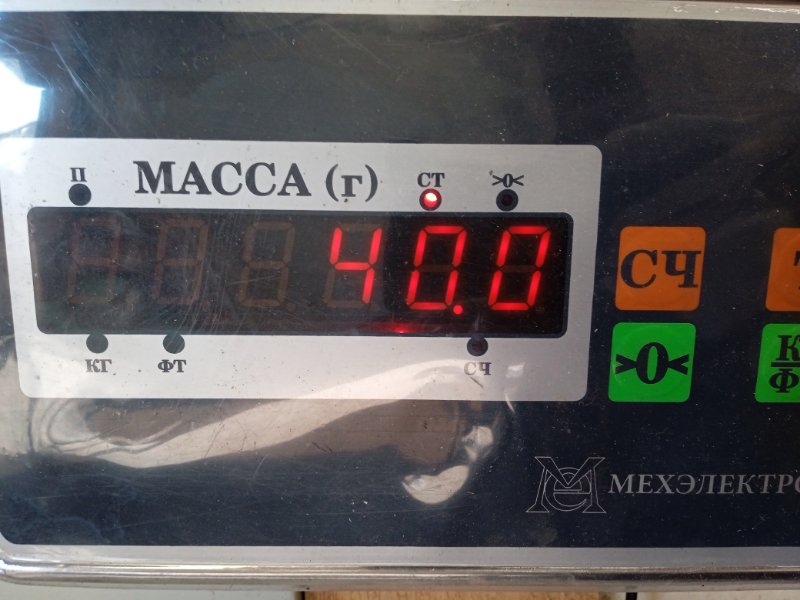 П МАССА (г) СТ >0<
40.0
КГ ФТ СЧ
СЧ
>0<
МЕХЭЛЕКТРО